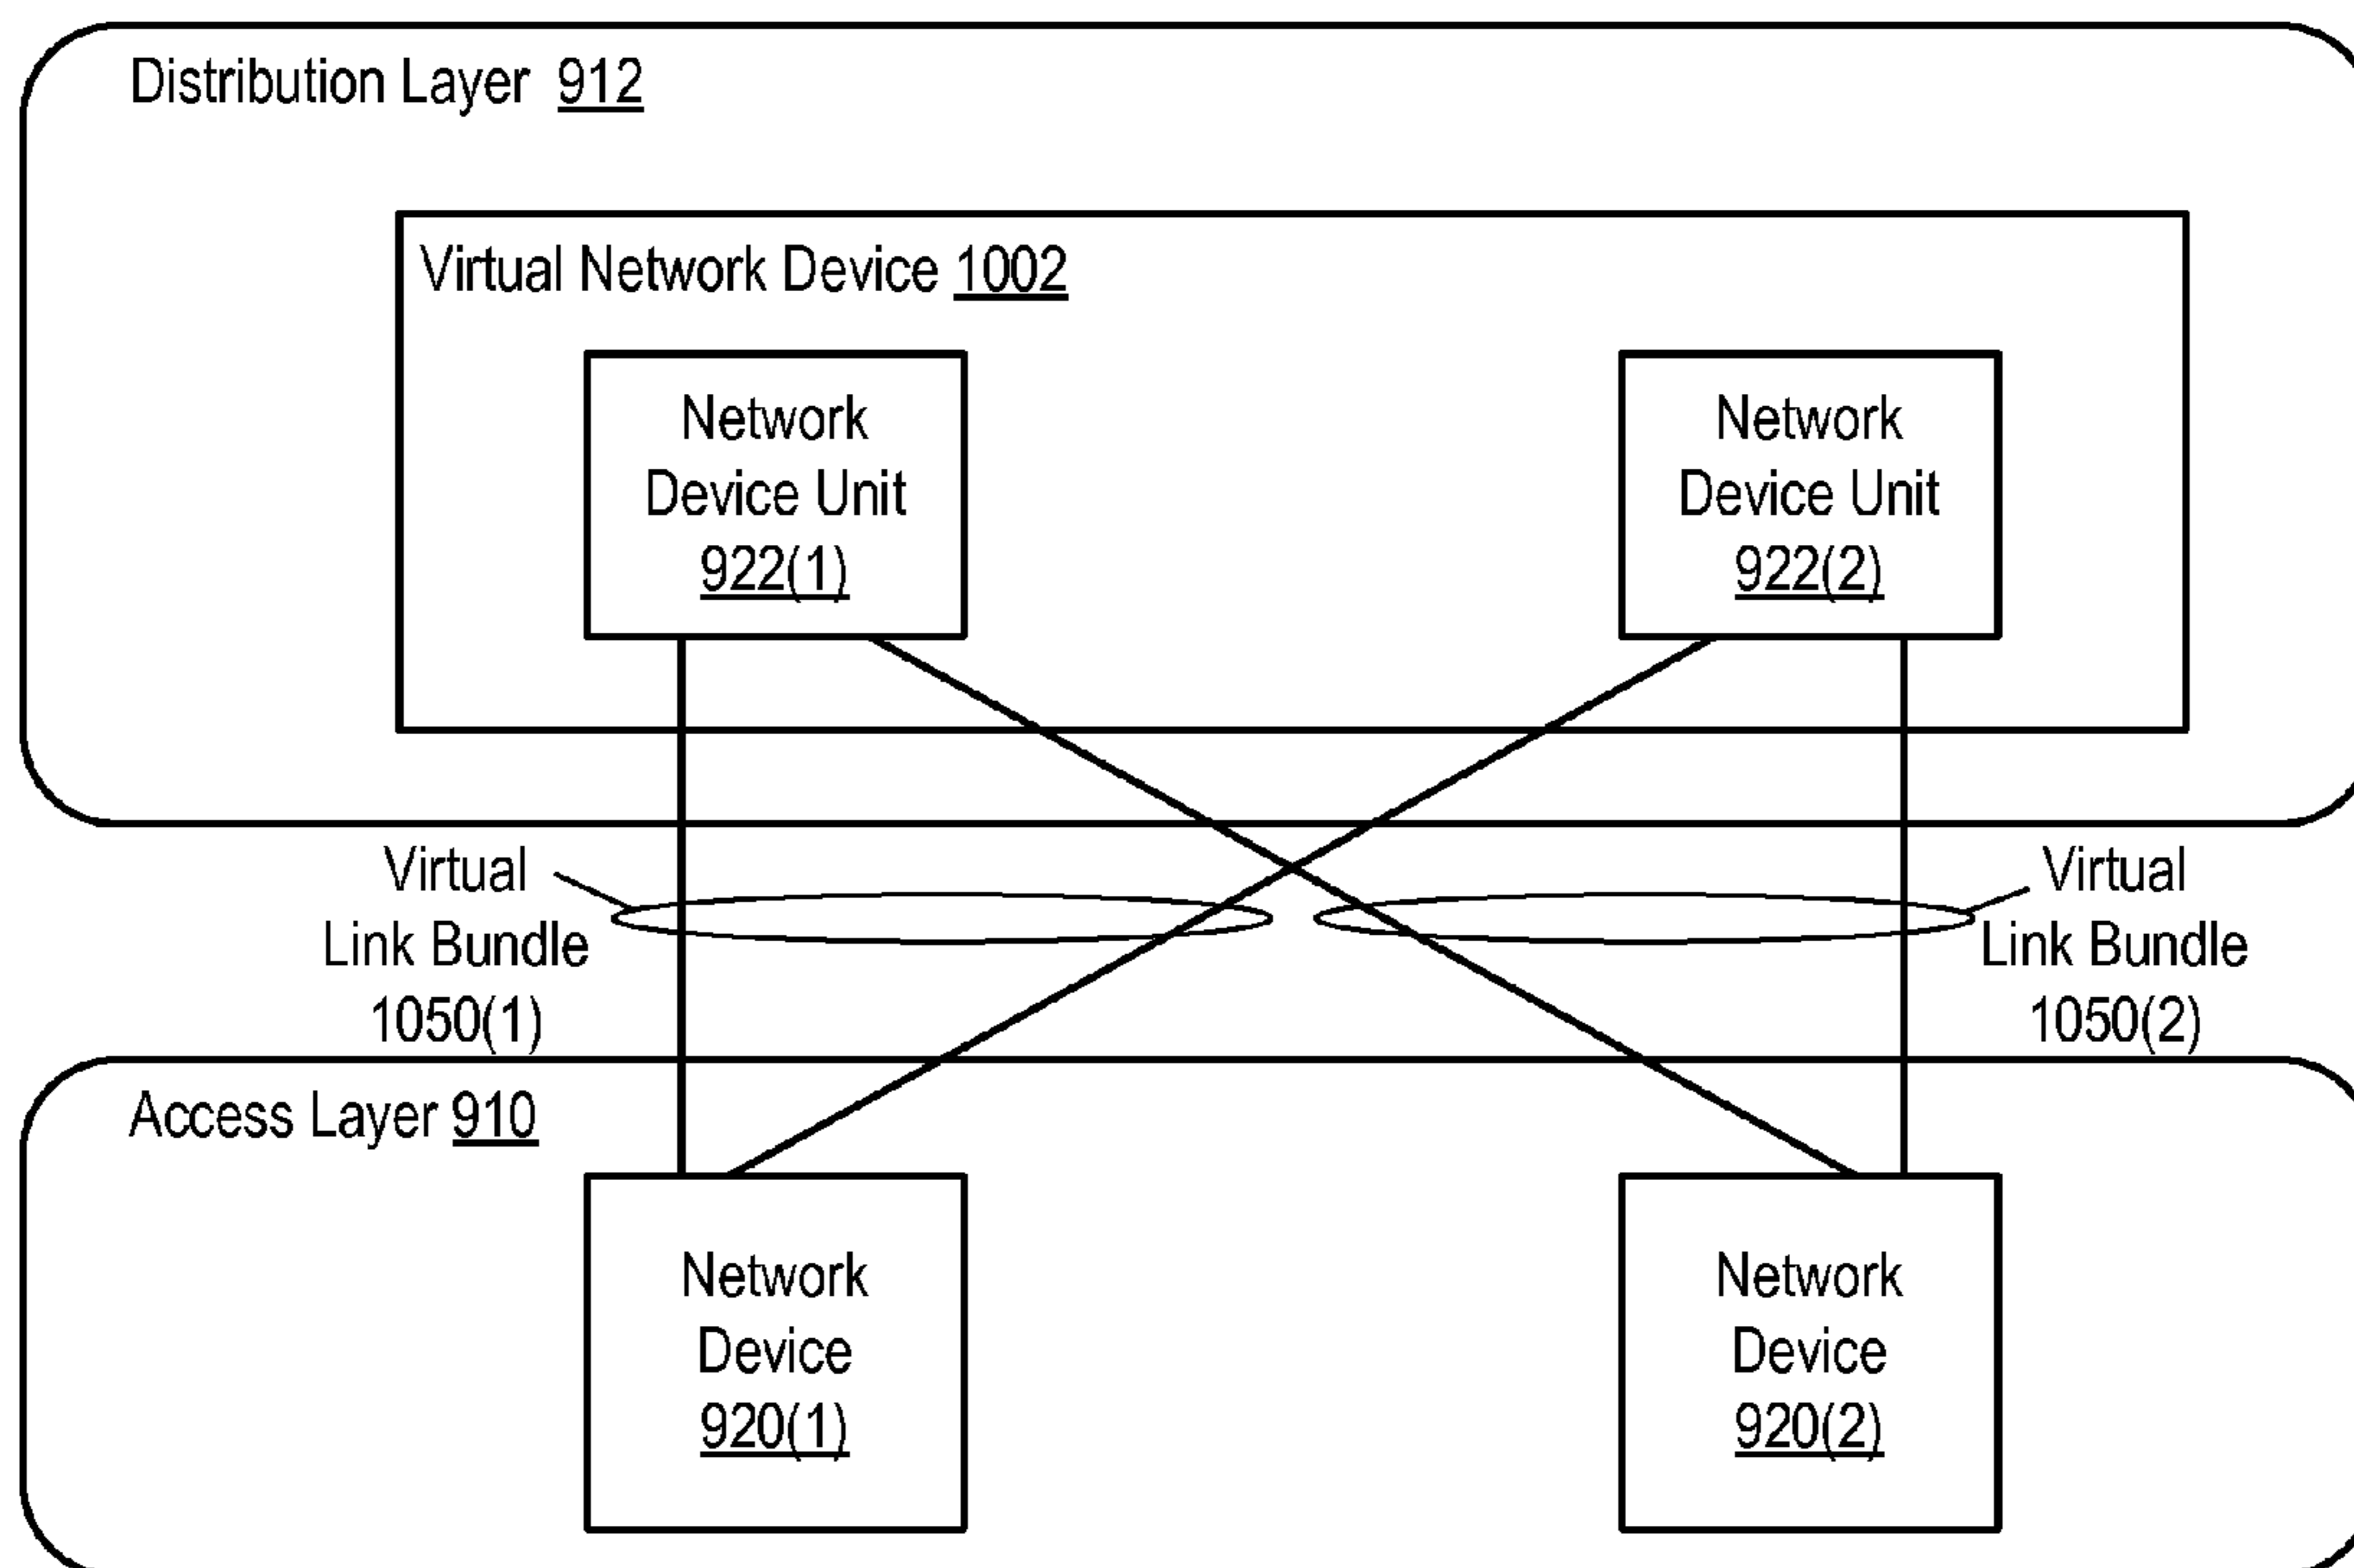 Distribution Layer 912
Virtual Network Device 1002
Network
Device Unit
922(1)
Network
Device Unit
922(2)
Virtual
Link Bundle
1050(1)
Virtual
Link Bundle
1050(2)
Access Layer 910
Network
Device
920(1)
Network
Device
920(2)